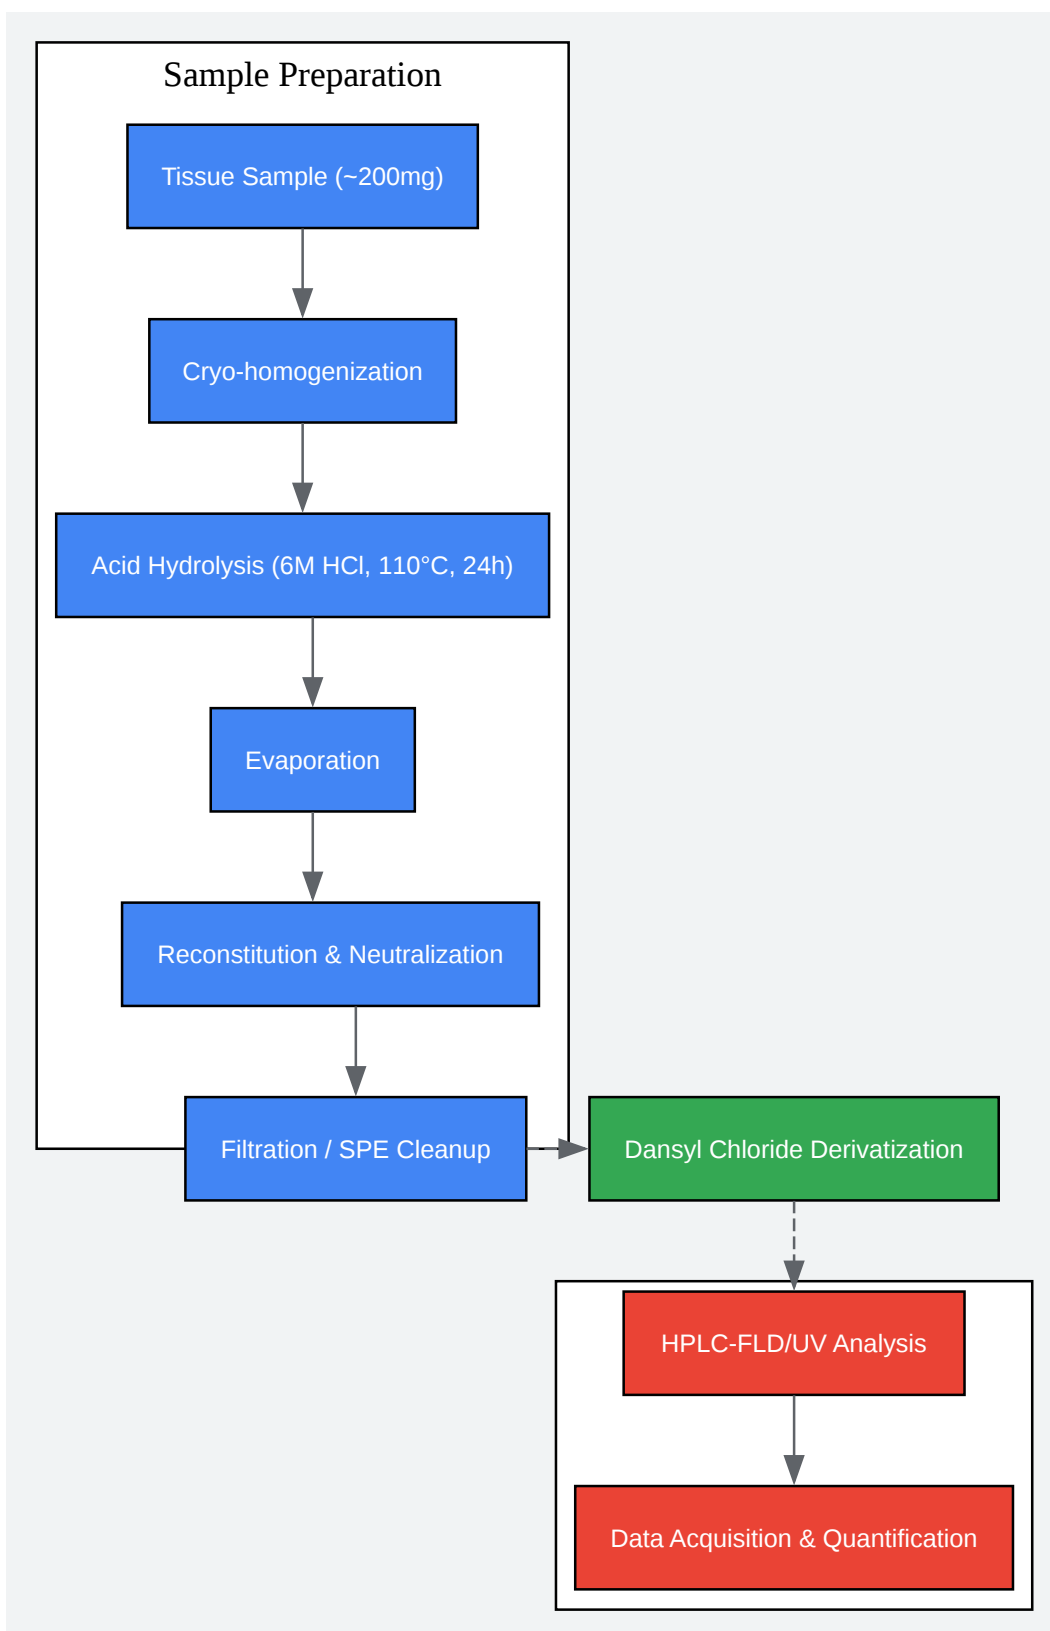 Sample Preparation
Tissue Sample (~200mg)
Cryo-homogenization
Acid Hydrolysis (6M HCl, 110°C, 24h)
Evaporation
Reconstitution & Neutralization
Filtration / SPE Cleanup
Dansyl Chloride Derivatization
HPLC-FLD/UV Analysis
Data Acquisition & Quantification